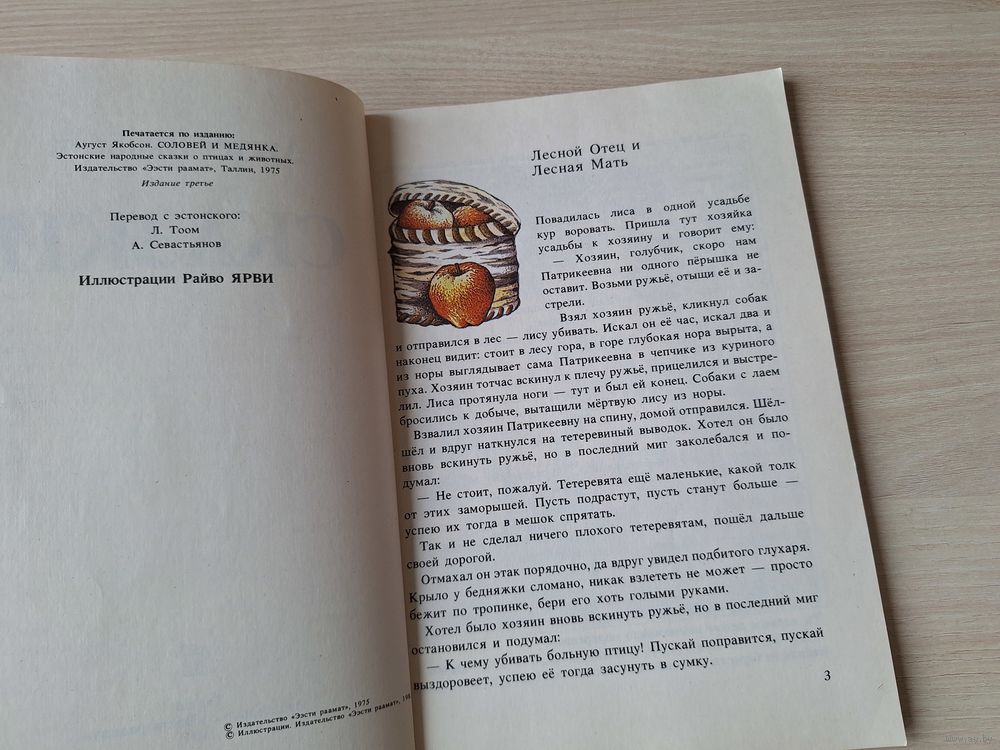 Печатается по изданию:
Аугуст Якобсон. СОЛОВЕЙ И МЕДЯНКА.
Эстонские народные сказки о птицах и животных.
Издательство «Ээсти раамат», Таллин, 1975
Издание третье
Перевод с эстонского:
Л. Тоом
А. Севастьянов
Иллюстрации Райво ЯРВИ
© Издательство «Ээсти раамат», 1975
© Иллюстрации. Издательство «Ээсти раамат»,
Лесной Отец и
Лесная Мать
Повадилась лиса в одной усадьбе
кур воровать. Пришла тут хозяйка
усадьбы к хозяину и говорит ему:
— Хозяин, голубчик, скоро нам
Патрикеевна ни одного пёрышка не
оставит. Возьми ружьё, отыщи её и за-
стрели.
Взял хозяин ружьё, кликнул собак
и отправился в лес — лису убивать. Искал он её час, искал два и
наконец видит: стоит в лесу гора, в горе глубокая нора вырыта, а
из норы выглядывает сама Патрикеевна в чепчике из куриного
пуха. Хозяин тотчас вскинул к плечу ружьё, прицелился и выстре-
лил. Лиса протянула ноги — тут и был ей конец. Собаки с лаем
бросились к добыче, вытащили мёртвую лису из норы.
Взвалил хозяин Патрикеевну на спину, домой отправился. Шёл-
шёл и вдруг наткнулся на тетеревиный выводок. Хотел он было
вновь вскинуть ружьё, но в последний миг заколебался и по-
думал:
— Не стоит, пожалуй. Тетеревята ещё маленькие, какой толк
от этих заморышей. Пусть подрастут, пусть станут больше —
успею их тогда в мешок спрятать.
Так и не сделал ничего плохого тетеревятам, пошёл дальше
своей дорогой.
Отмахал он этак порядочно, да вдруг увидел подбитого глухаря.
Крыло у бедняжки сломано, никак взлететь не может — просто
бежит по тропинке, бери его хоть голыми руками.
Хотел было хозяин вновь вскинуть ружьё, но в последний миг
остановился и подумал:
— К чему убивать больную птицу! Пускай поправится, пускай
выздоровеет, успею её тогда засунуть в сумку.
3